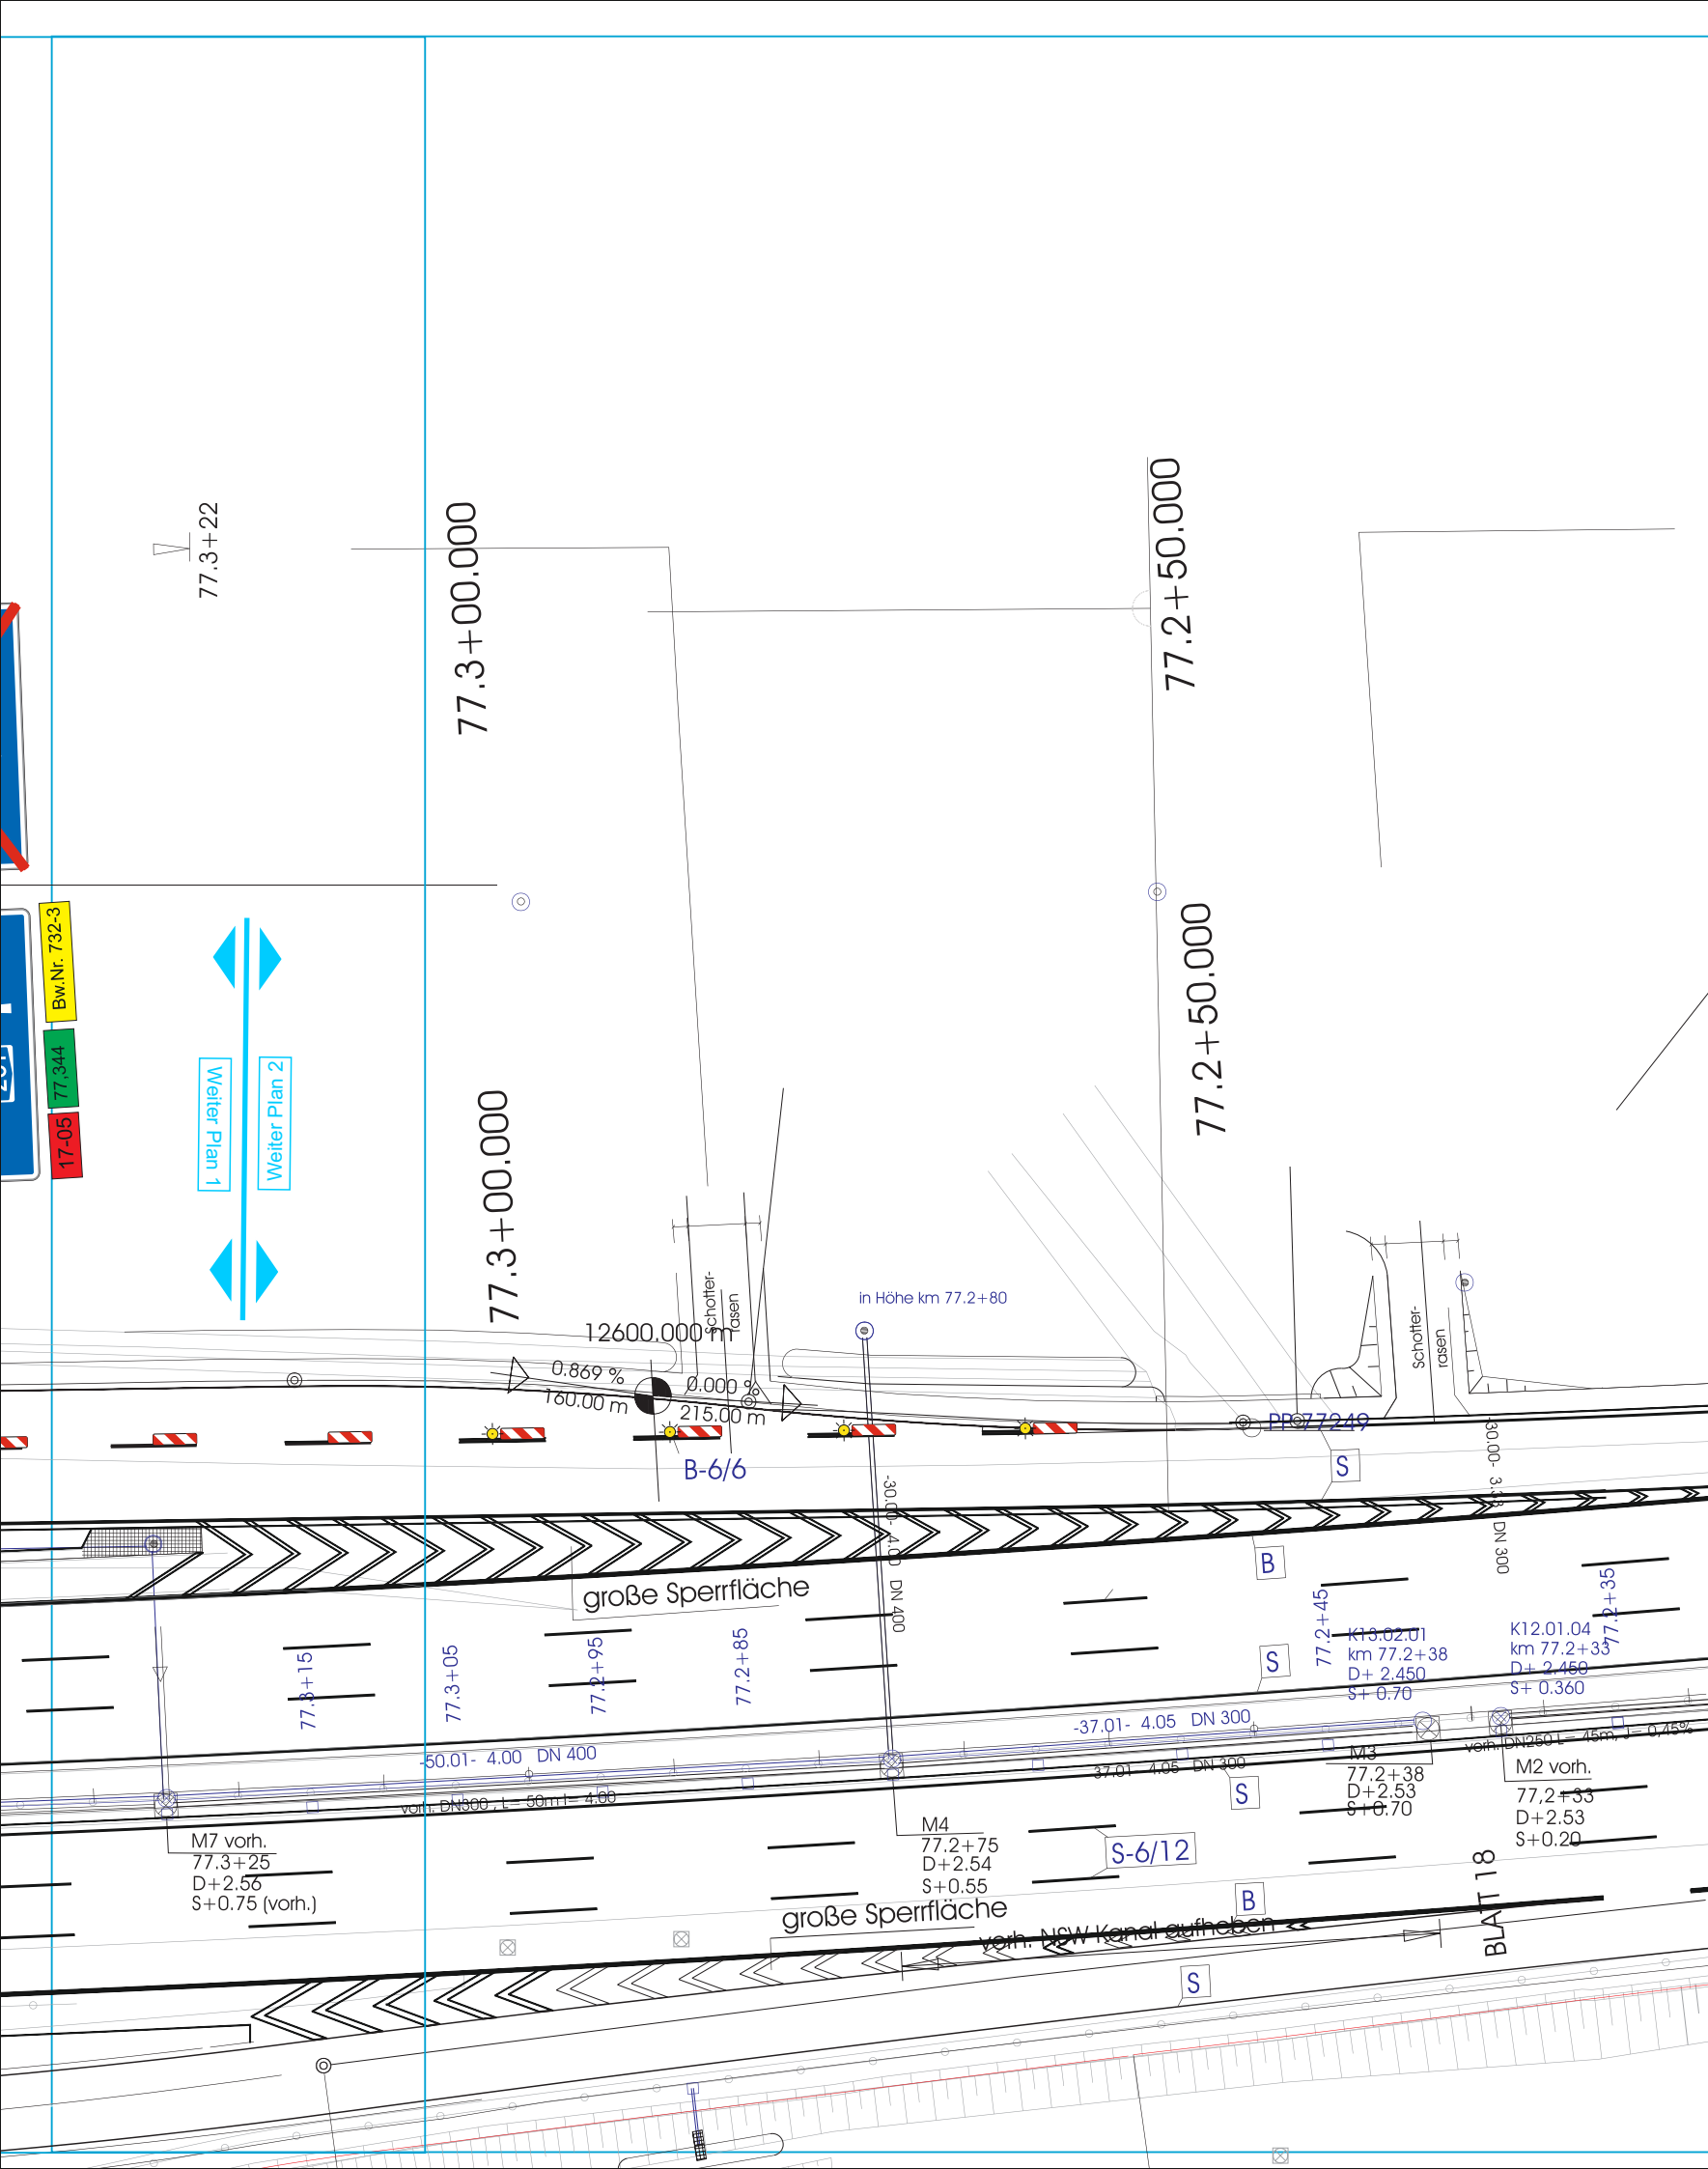 77.3+22
77.3+00.000
77.2+50.000
Bw.Nr. 732-3
77,344
17-05
Weiter Plan 1
Weiter Plan 2
77.3+00.000
77.2+50.000
in Höhe km 77.2+80
Schotter-
rasen
Schotter-
rasen
12600.000 m
0.869 %
160.00 m
0.000 %
215.00 m
PP 77249
B-6/6
S
-30.00- 4.00 DN 400
DN 300
B
große Sperrfläche
77.3+15
77.3+05
77.2+95
77.2+85
77.2+45
77.2+35
S
K13.02.01
km 77.2+38
D+ 2.450
S+ 0.70
K12.01.04
km 77.2+33
D+ 2.450
S+ 0.360
-50.01- 4.00 DN 400
-37.01- 4.05 DN 300
vorh. DN300 , L= 50m I= 4.00
37.01 4.05 DN 300
vorh. DN250 L= 45m, J= 0,45%
S
M7 vorh.
77.3+25
D+2.56
S+0.75 (vorh.)
M4
77.2+75
D+2.54
S+0.55
M3
77.2+38
D+2.53
S+0.70
M2 vorh.
77,2+33
D+2.53
S+0.20
S-6/12
B
große Sperrfläche
vorh. NSW Kanal aufheben
BLATT 18
S